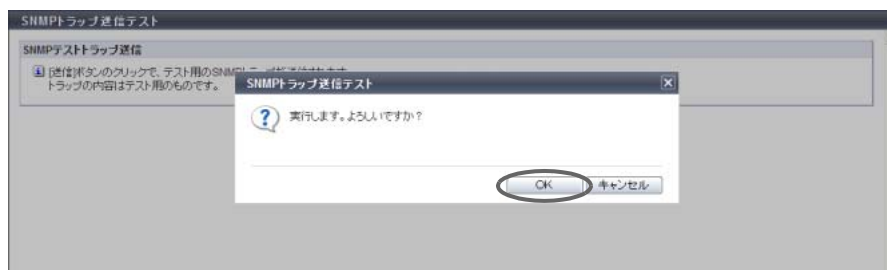 SNMPトラップ送信テスト
SNMPテストトラップ送信
[送信]ボタンのクリックで、テスト用のSNM
トラップの内容はテスト用のものです。
SNMPトラップ送信テスト
実行します。よろしいですか?
OK キャンセル